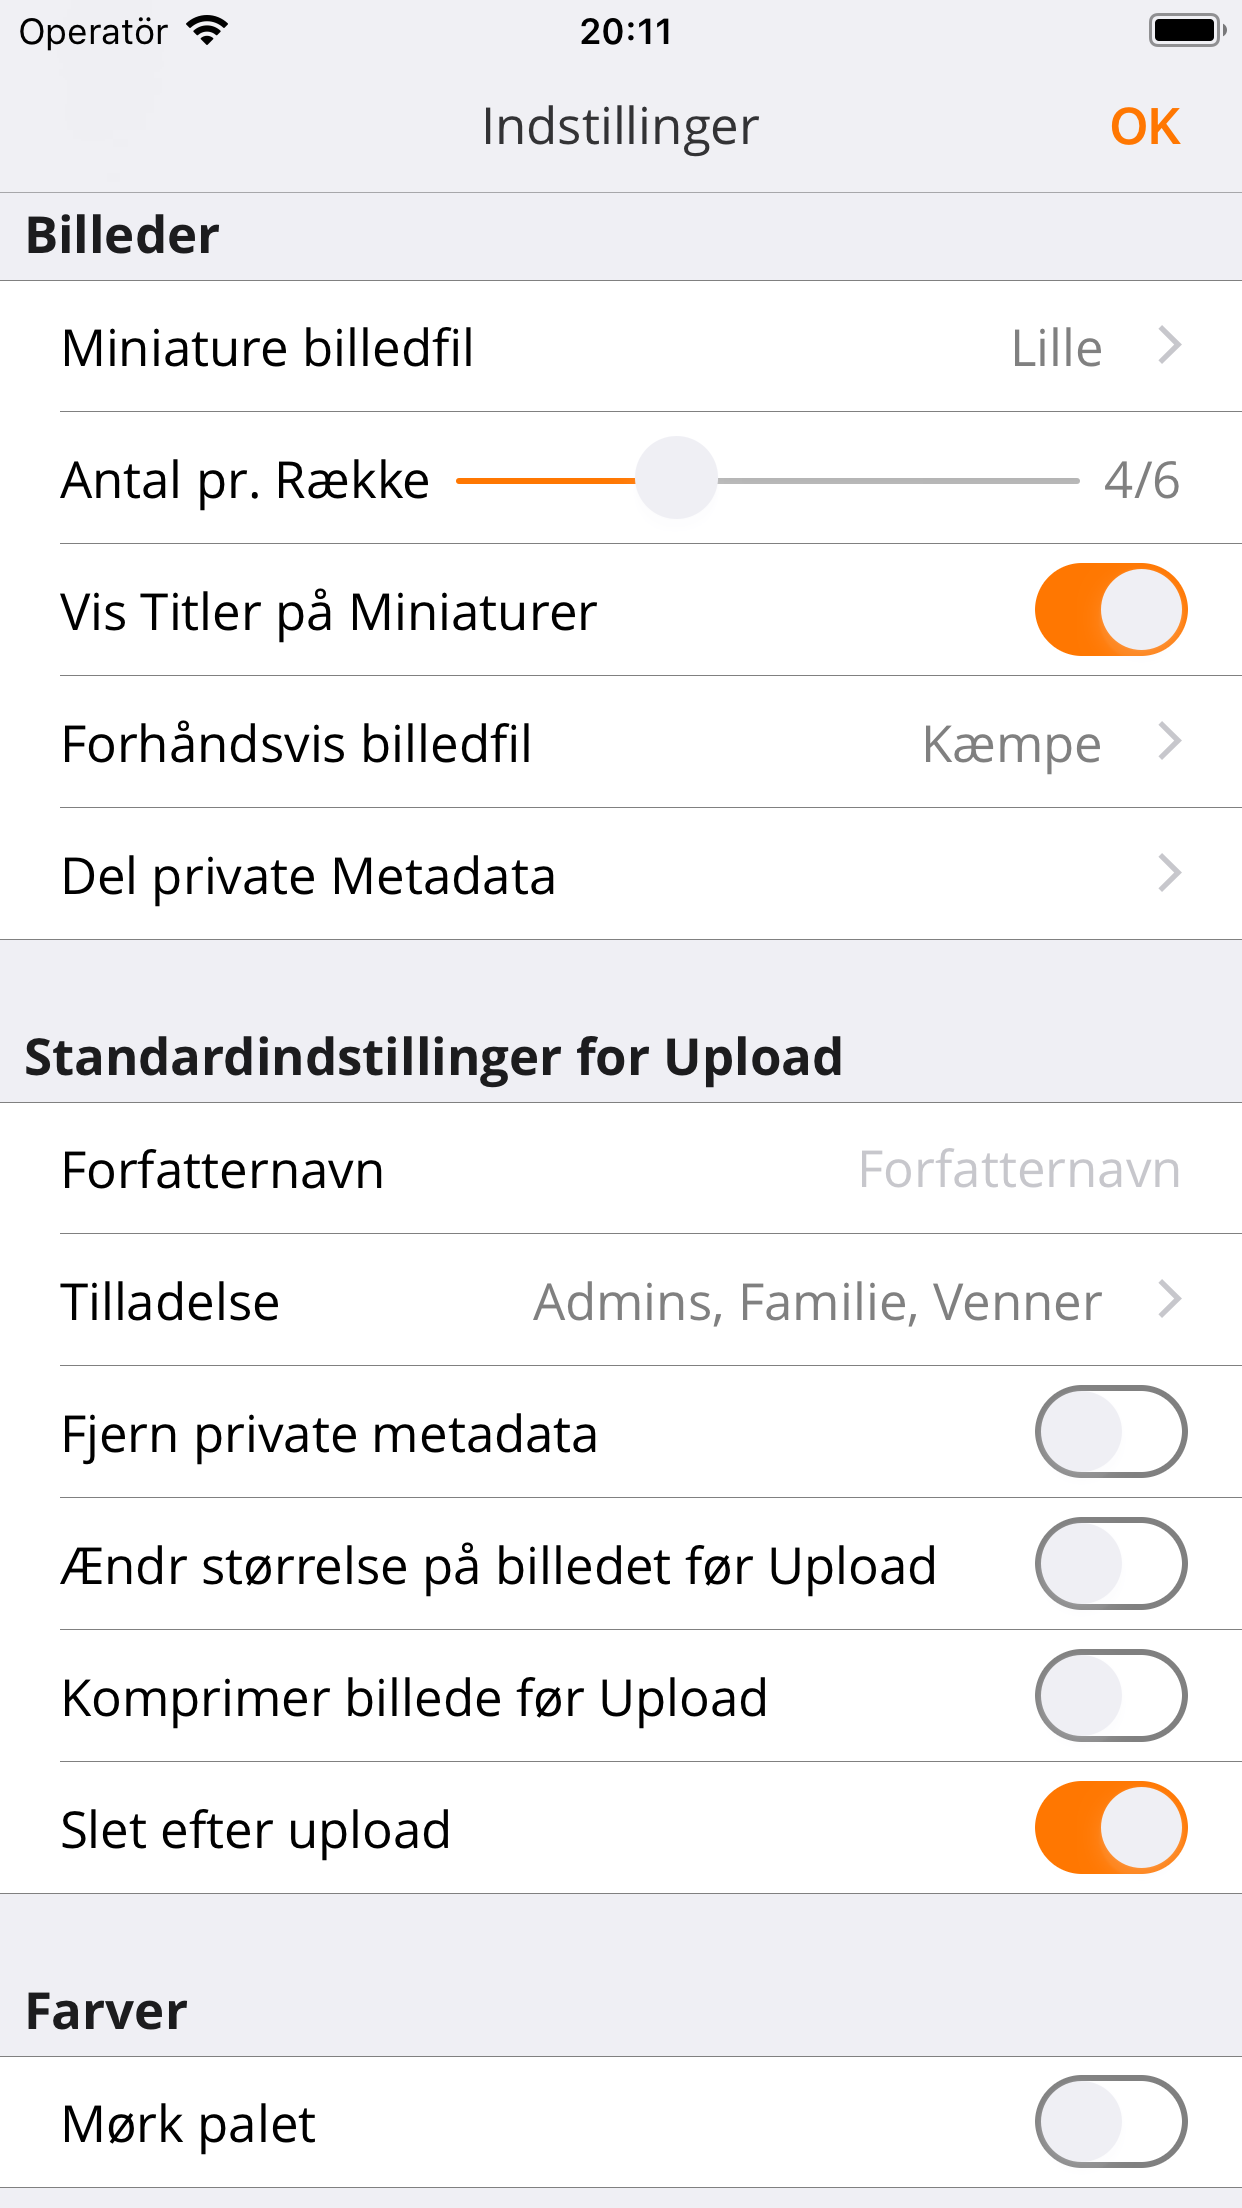 Operatör 20:11
Indstillinger OK
Billeder
Miniature billedfil Lille
Antal pr. Række 4/6
Vis Titler på Miniaturer
Forhåndsvis billedfil Kæmpe
Del private Metadata
Standardindstillinger for Upload
Forfatternavn Forfatternavn
Tilladelse Admins, Familie, Venner
Fjern private metadata
Ændr størrelse på billedet før Upload
Komprimer billede før Upload
Slet efter upload
Farver
Mørk palet